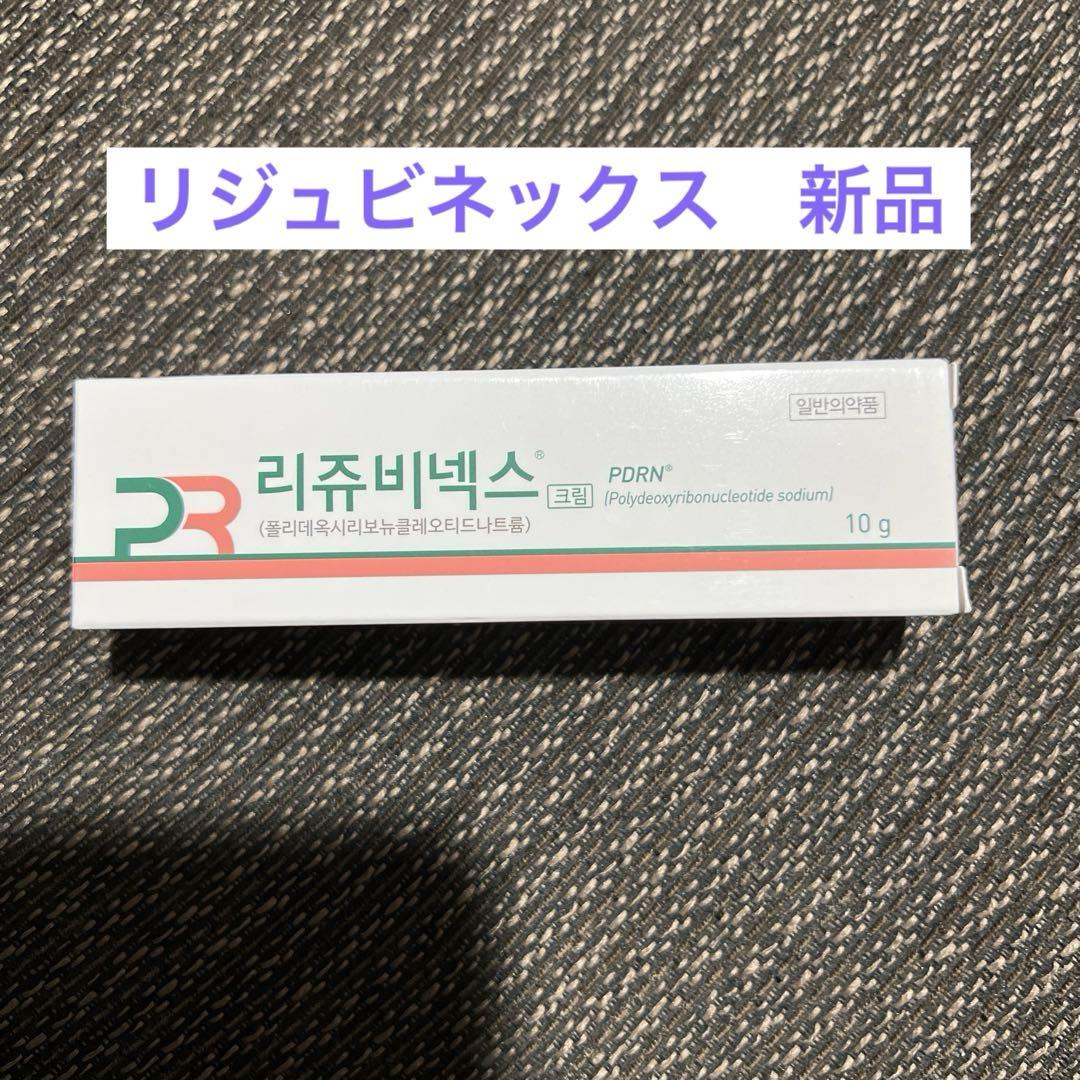 リジュビネックス　新品
일반의약품
PR
리쥬비넥스® 크림
(폴리데옥시리보뉴클레오티드나트륨)
PDRN®
(Polydeoxyribonucleotide sodium)
10 g